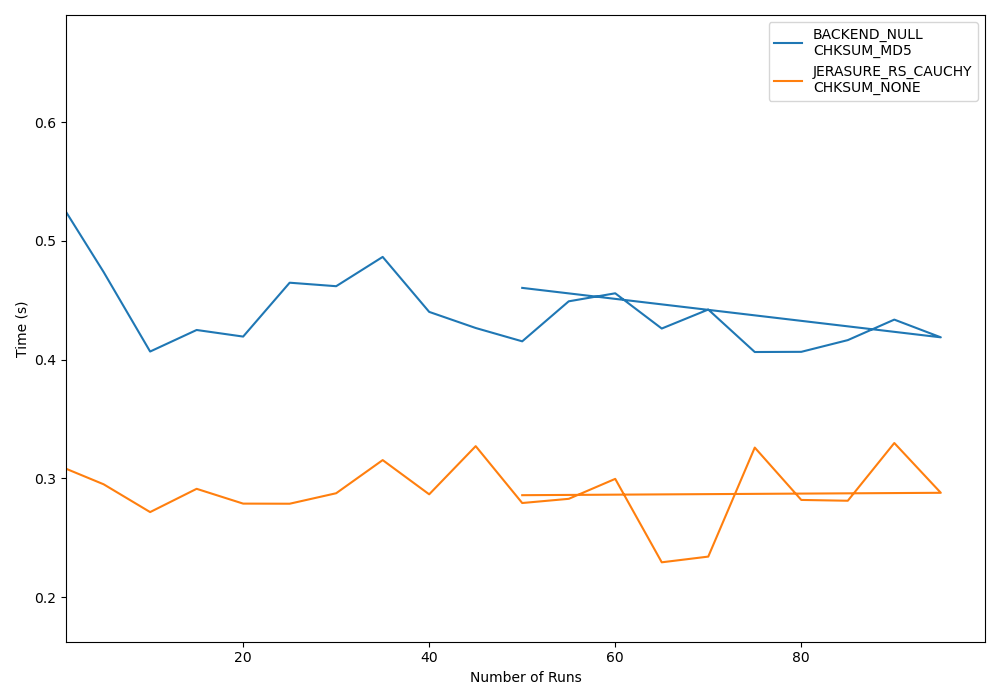 BACKEND_NULL
CHKSUM_MD5
JERASURE_RS_CAUCHY
CHKSUM_NONE
Time (s)
0.6
0.5
0.4
0.3
0.2
20
40
60
80
Number of Runs